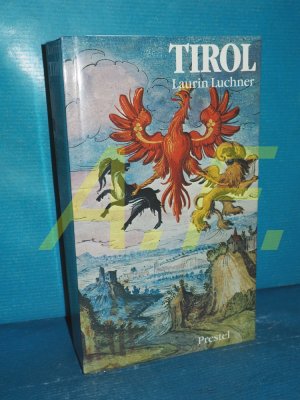 TIROL
Laurin Luchner
A.F.
Prestel